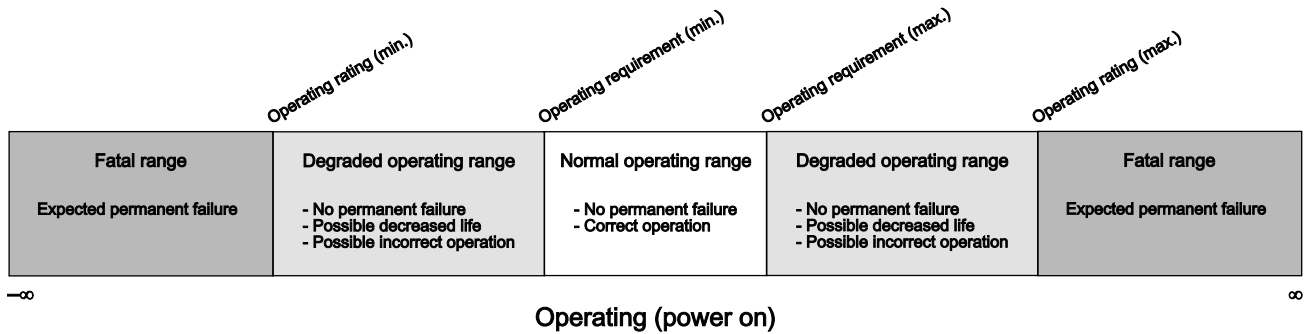 Operating rating (min.)
Operating requirement (min.)
Operating requirement (max.)
Operating rating (max.)
Fatal range
Expected permanent failure
Degraded operating range
- No permanent failure
- Possible decreased life
- Possible incorrect operation
Normal operating range
- No permanent failure
- Correct operation
Degraded operating range
- No permanent failure
- Possible decreased life
- Possible incorrect operation
Fatal range
Expected permanent failure
–∞
∞
Operating (power on)